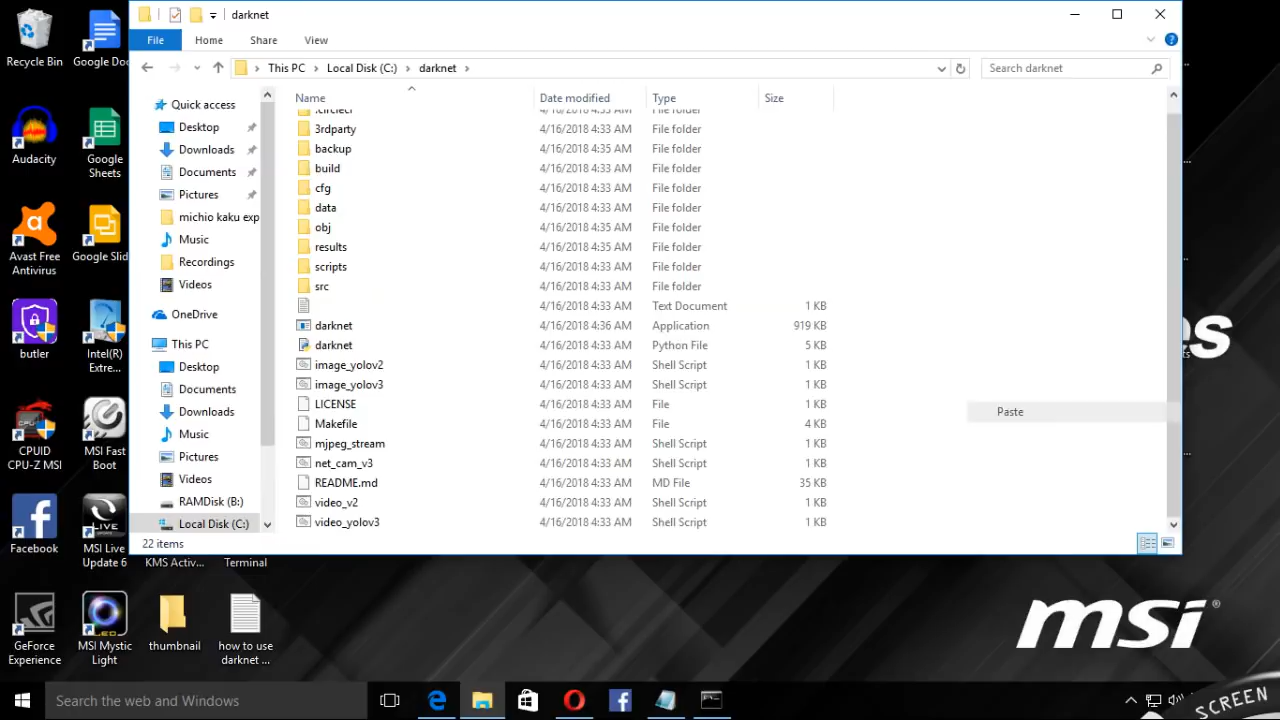 darknet
File Home Share View
This PC Local Disk (C:) darknet
Search darknet
Name Date modified Type Size
4/16/2018 4:33 AM File folder
3rdparty 4/16/2018 4:33 AM File folder
backup 4/16/2018 4:35 AM File folder
build 4/16/2018 4:33 AM File folder
cfg 4/16/2018 4:33 AM File folder
data 4/16/2018 4:33 AM File folder
obj 4/16/2018 4:35 AM File folder
results 4/16/2018 4:35 AM File folder
scripts 4/16/2018 4:33 AM File folder
src 4/16/2018 4:33 AM File folder
4/16/2018 4:33 AM Text Document 1 KB
darknet 4/16/2018 4:36 AM Application 919 KB
darknet 4/16/2018 4:33 AM Python File 5 KB
image_yolov2 4/16/2018 4:33 AM Shell Script 1 KB
image_yolov3 4/16/2018 4:33 AM Shell Script 1 KB
LICENSE 4/16/2018 4:33 AM File 1 KB
Makefile 4/16/2018 4:33 AM File 4 KB
mjpeg_stream 4/16/2018 4:33 AM Shell Script 1 KB
net_cam_v3 4/16/2018 4:33 AM Shell Script 1 KB
README.md 4/16/2018 4:33 AM MD File 35 KB
video_v2 4/16/2018 4:33 AM Shell Script 1 KB
video_yolov3 4/16/2018 4:33 AM Shell Script 1 KB
Paste
22 items
Quick access
Desktop
Downloads
Documents
Pictures
michio kaku exp
Music
Recordings
Videos
OneDrive
This PC
Desktop
Documents
Downloads
Music
Pictures
Videos
RAMDisk (B:)
Local Disk (C:)
Recycle Bin
Google Doc
Audacity
Google
Sheets
Avast Free
Antivirus
Google Slid
butler
Intel(R)
Extre...
CPUID
CPU-Z MSI
MSI Fast
Boot
Facebook
MSI Live
Update 6
KMS Activ...
Terminal
GeForce
Experience
MSI Mystic
Light
thumbnail
how to use
darknet ...
es
msi®
Search the web and Windows
SCREEN